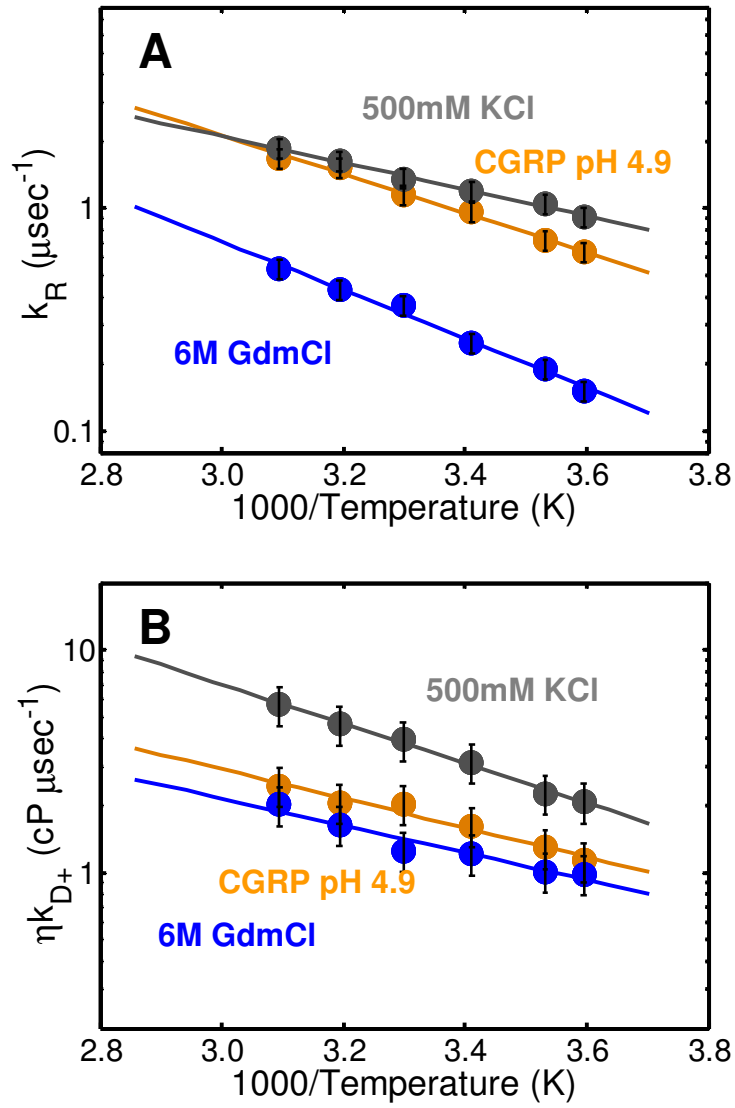 A
500mM KCl
CGRP pH 4.9
6M GdmCl
k_R (μsec⁻¹)
1
0.1
2.8 3.0 3.2 3.4 3.6 3.8
1000/Temperature (K)
B
500mM KCl
CGRP pH 4.9
6M GdmCl
ηk_{D+} (cP μsec⁻¹)
10
1
2.8 3.0 3.2 3.4 3.6 3.8
1000/Temperature (K)